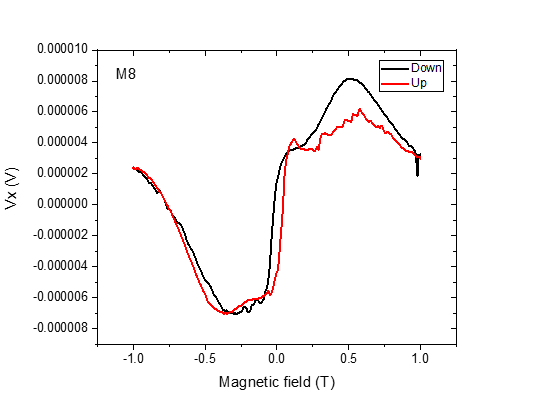 0.000010
0.000008
0.000006
0.000004
0.000002
0.000000
-0.000002
-0.000004
-0.000006
-0.000008
Vx (V)
M8
Down
Up
-1.0 -0.5 0.0 0.5 1.0
Magnetic field (T)